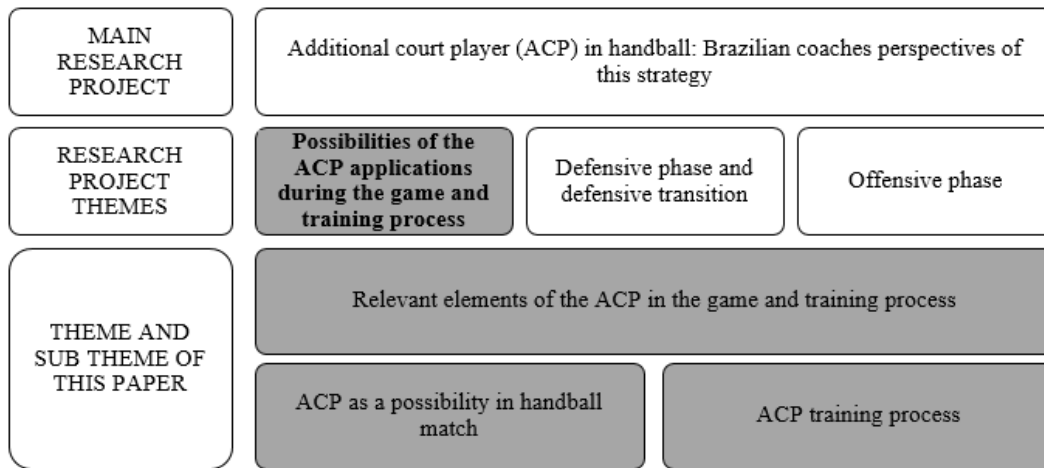 MAIN
RESEARCH
PROJECT
Additional court player (ACP) in handball: Brazilian coaches perspectives of
this strategy
RESEARCH
PROJECT
THEMES
Possibilities of the
ACP applications
during the game and
training process
Defensive phase and
defensive transition
Offensive phase
THEME AND
SUB THEME OF
THIS PAPER
Relevant elements of the ACP in the game and training process
ACP as a possibility in handball
match
ACP training process